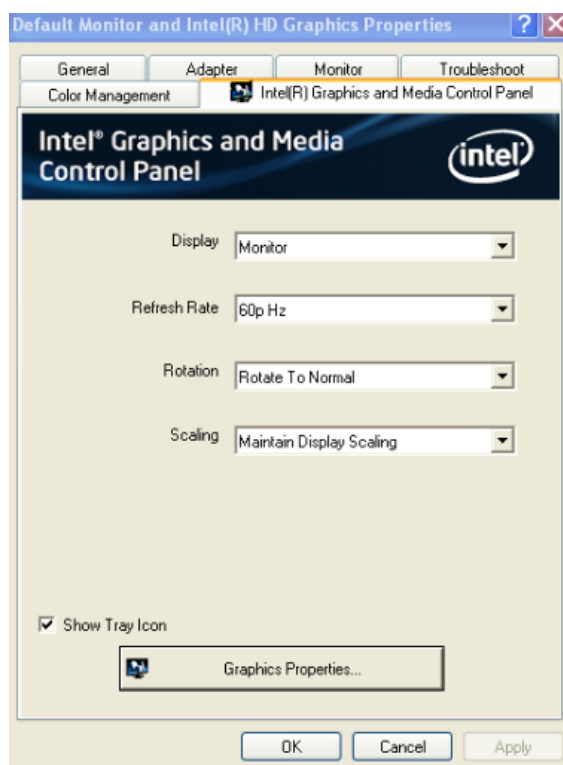 Default Monitor and Intel(R) HD Graphics Properties
General Adapter Monitor Troubleshoot
Color Management Intel(R) Graphics and Media Control Panel
Intel® Graphics and Media
Control Panel
intel
Display Monitor
Refresh Rate 60p Hz
Rotation Rotate To Normal
Scaling Maintain Display Scaling
Show Tray Icon
Graphics Properties...
OK Cancel Apply